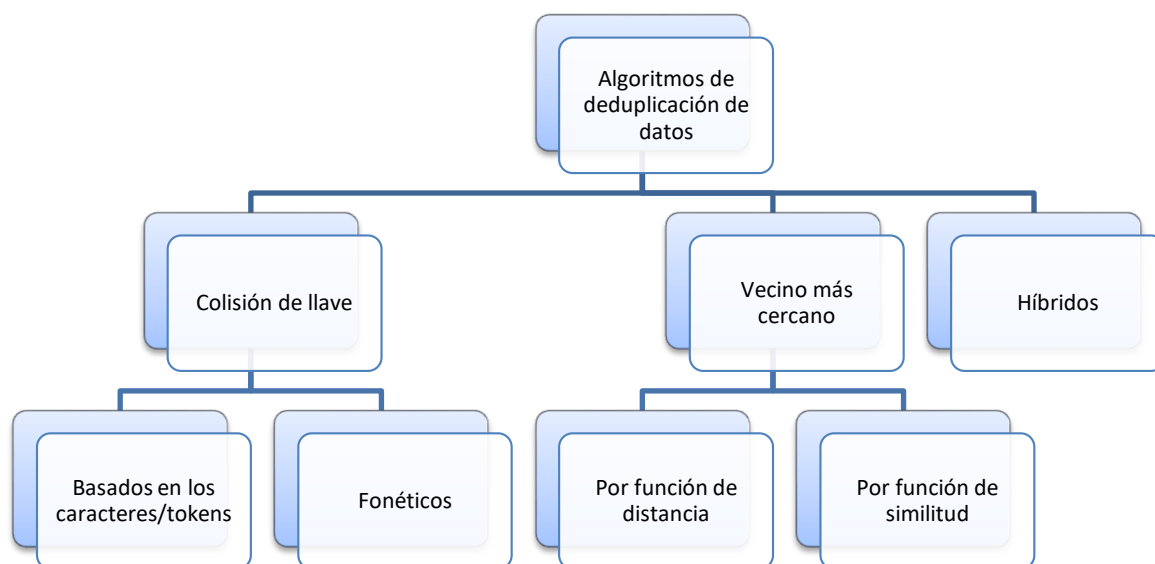 Algoritmos de
deduplicación de
datos
Colisión de llave
Vecino más
cercano
Híbridos
Basados en los
caracteres/tokens
Fonéticos
Por función de
distancia
Por función de
similitud